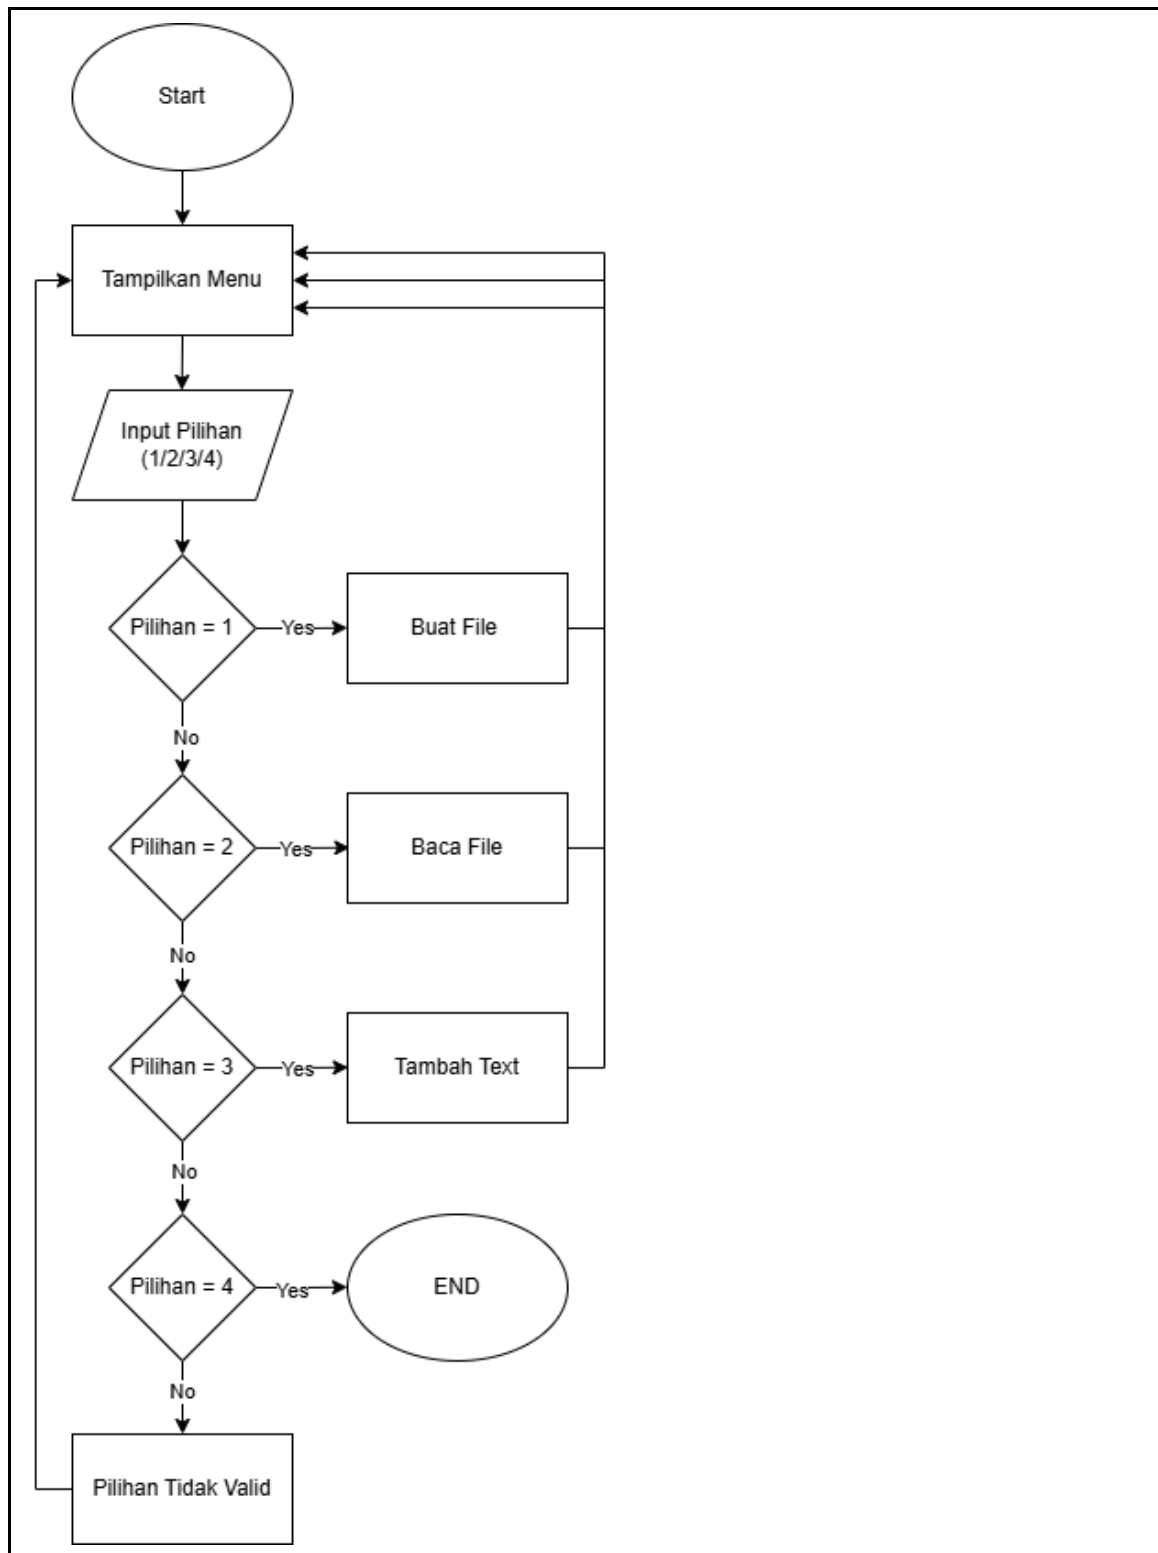 Start
Tampilkan Menu
Input Pilihan
(1/2/3/4)
Pilihan = 1
Yes
Buat File
No
Pilihan = 2
Yes
Baca File
No
Pilihan = 3
Yes
Tambah Text
No
Pilihan = 4
Yes
END
No
Pilihan Tidak Valid